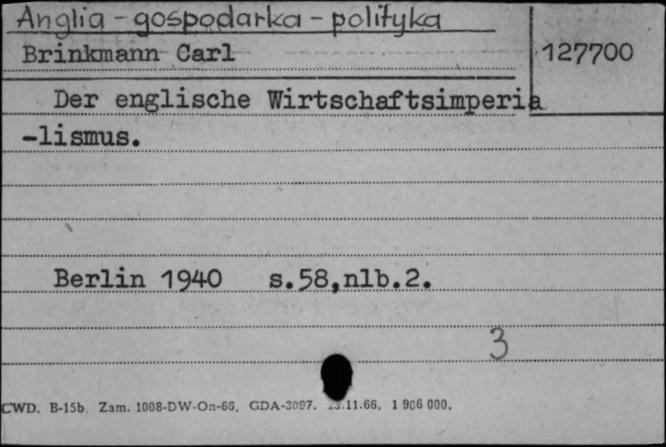 Anglia - gospodarka - polityka
Brinkmann Carl
127700
Der englische Wirtschaftsimperia
-lismus.
Berlin 1940 s.58,nlb.2.
3
CWD. B-15b. Zam. 1008-DW-On-66. GDA-3097. .11.66. 1 906 000.